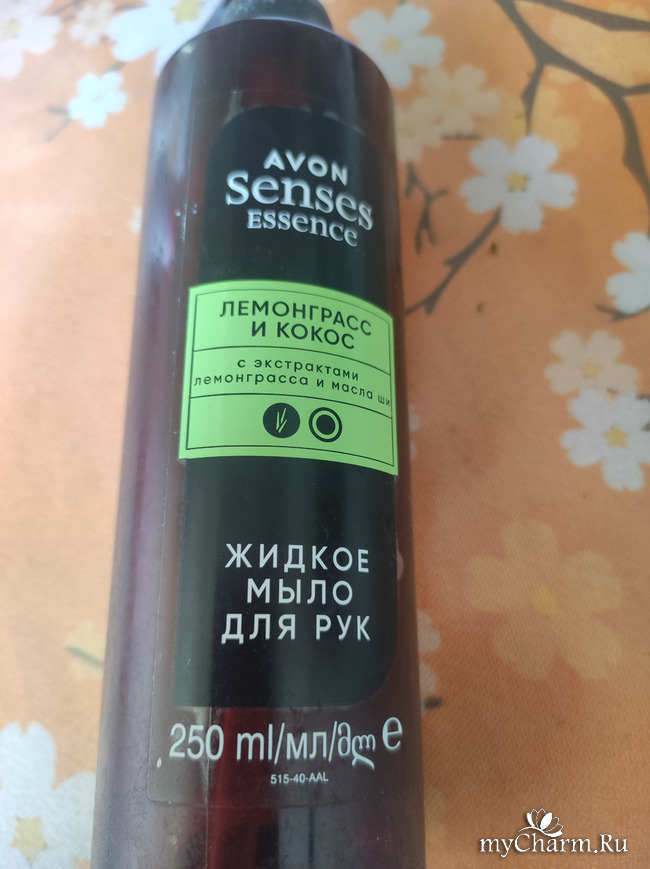 AVON
Senses
ESSENCE
ЛЕМОНГРАСС
И КОКОС
с экстрактами
лемонграсса и масла ши
ЖИДКОЕ
МЫЛО
ДЛЯ РУК
250 ml/мл/მლ e
515-40-AAL
myCharm.Ru